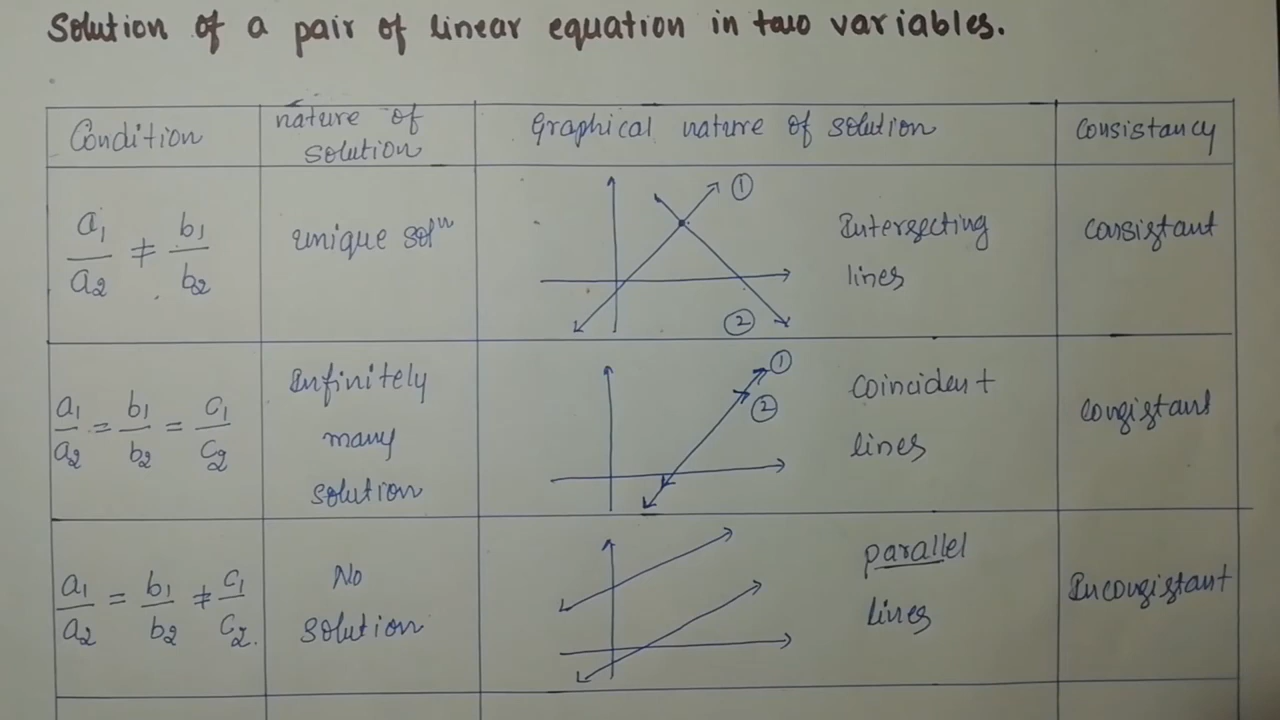 Solution of a pair of linear equation in two variables.
Condition
nature of
solution
Graphical nature of solution
Consistancy
a1/a2 ≠ b1/b2
unique solⁿ
①
②
Intersecting
lines
consistant
a1/a2 = b1/b2 = c1/c2
Infinitely
many
solution
①
②
Coincident
lines
consistant
a1/a2 = b1/b2 ≠ c1/c2.
No
solution
parallel
lines
Inconsistant